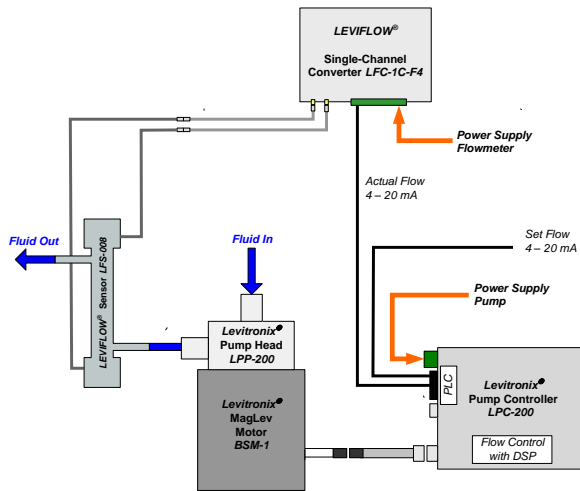 LEVIFLOW®
Single-Channel
Converter LFC-1C-F4
Power Supply
Flowmeter
Actual Flow
4 – 20 mA
Set Flow
4 – 20 mA
Fluid Out
Fluid In
LEVIFLOW® Sensor LFS-008
Power Supply
Pump
Levitronix
Pump Head
LPP-200
PLC
Levitronix
Pump Controller
LPC-200
Levitronix
MagLev
Motor
BSM-1
Flow Control
with DSP